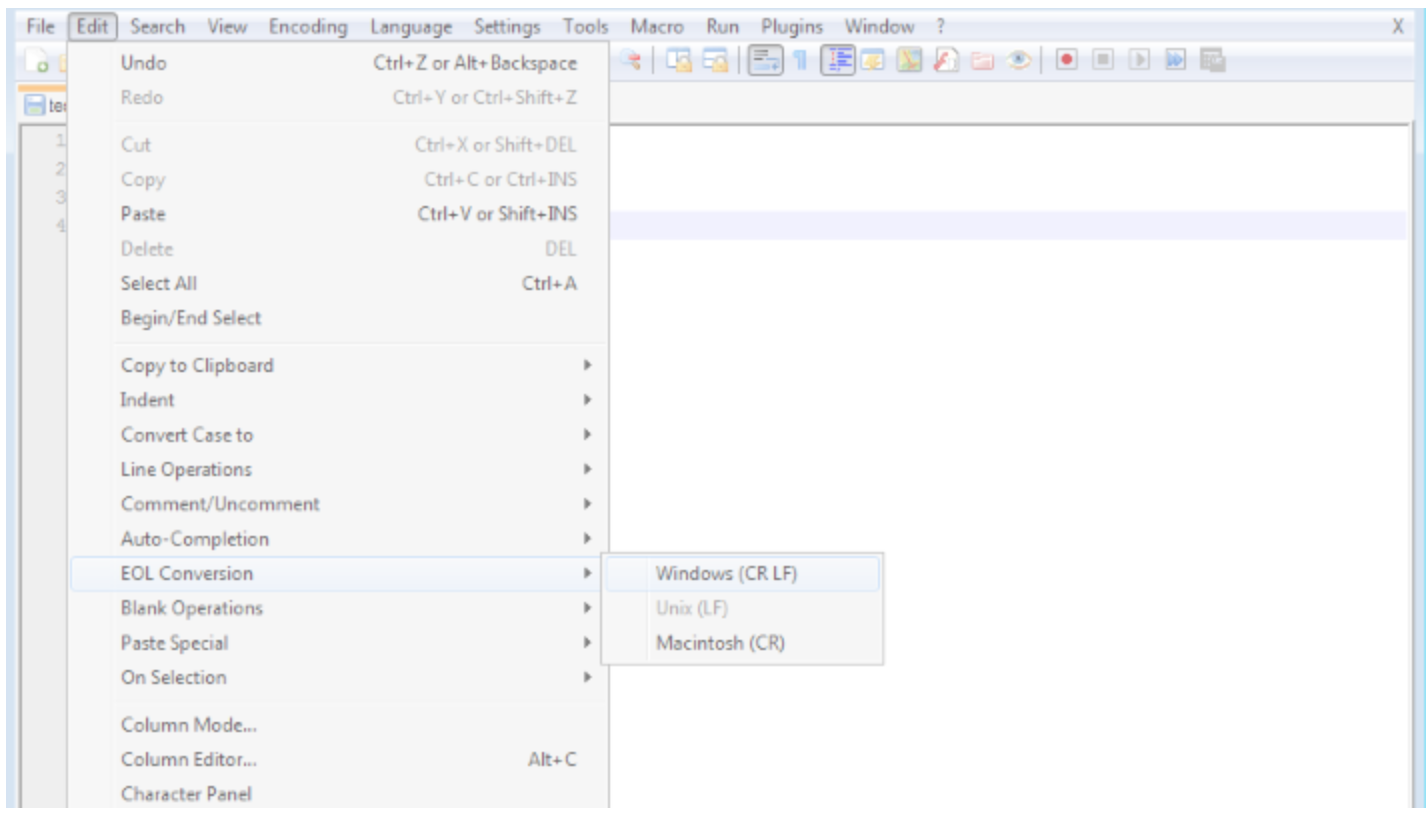 File Edit Search View Encoding Language Settings Tools Macro Run Plugins Window ? X
1
2
3
4
Undo Ctrl+Z or Alt+Backspace
Redo Ctrl+Y or Ctrl+Shift+Z
Cut Ctrl+X or Shift+DEL
Copy Ctrl+C or Ctrl+INS
Paste Ctrl+V or Shift+INS
Delete DEL
Select All Ctrl+A
Begin/End Select
Copy to Clipboard
Indent
Convert Case to
Line Operations
Comment/Uncomment
Auto-Completion
EOL Conversion
Blank Operations
Paste Special
On Selection
Column Mode...
Column Editor... Alt+C
Character Panel
Windows (CR LF)
Unix (LF)
Macintosh (CR)